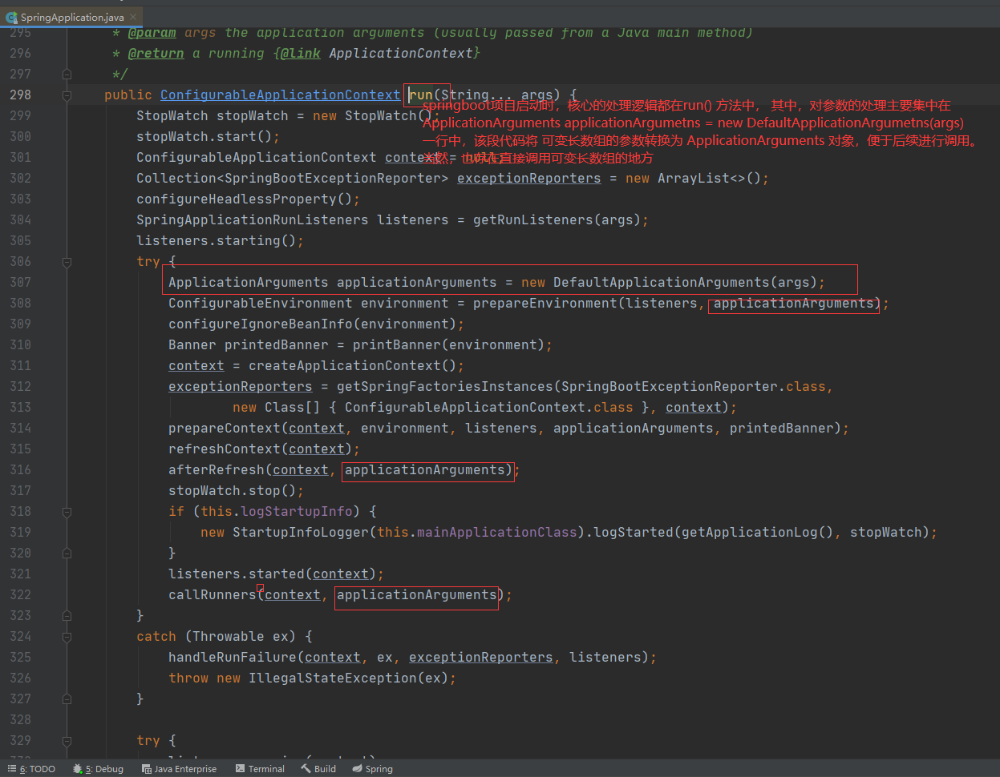 SpringApplication.java
295 * @param args the application arguments (usually passed from a Java main method)
296 * @return a running {@link ApplicationContext}
297 */
298 public ConfigurableApplicationContext run(String... args) {
springboot项目启动时，核心的处理逻辑都在run() 方法中， 其中，对参数的处理主要集中在
299 StopWatch stopWatch = new StopWatch();
ApplicationArguments applicationArgumetns = new DefaultApplicationArgumetns(args)
300 stopWatch.start();
一行中，该段代码将 可变长数组的参数转换为 ApplicationArguments 对象，便于后续进行调用。
301 ConfigurableApplicationContext context = null;
当然，也存在直接调用可变长数组的地方
302 Collection<SpringBootExceptionReporter> exceptionReporters = new ArrayList<>();
303 configureHeadlessProperty();
304 SpringApplicationRunListeners listeners = getRunListeners(args);
305 listeners.starting();
306 try {
307 ApplicationArguments applicationArguments = new DefaultApplicationArguments(args);
308 ConfigurableEnvironment environment = prepareEnvironment(listeners, applicationArguments);
309 configureIgnoreBeanInfo(environment);
310 Banner printedBanner = printBanner(environment);
311 context = createApplicationContext();
312 exceptionReporters = getSpringFactoriesInstances(SpringBootExceptionReporter.class,
313 new Class[] { ConfigurableApplicationContext.class }, context);
314 prepareContext(context, environment, listeners, applicationArguments, printedBanner);
315 refreshContext(context);
316 afterRefresh(context, applicationArguments);
317 stopWatch.stop();
318 if (this.logStartupInfo) {
319 new StartupInfoLogger(this.mainApplicationClass).logStarted(getApplicationLog(), stopWatch);
320 }
321 listeners.started(context);
322 callRunners(context, applicationArguments);
323 }
324 catch (Throwable ex) {
325 handleRunFailure(context, ex, exceptionReporters, listeners);
326 throw new IllegalStateException(ex);
327 }
328
329 try {
6: TODO 5: Debug Java Enterprise Terminal Build Spring